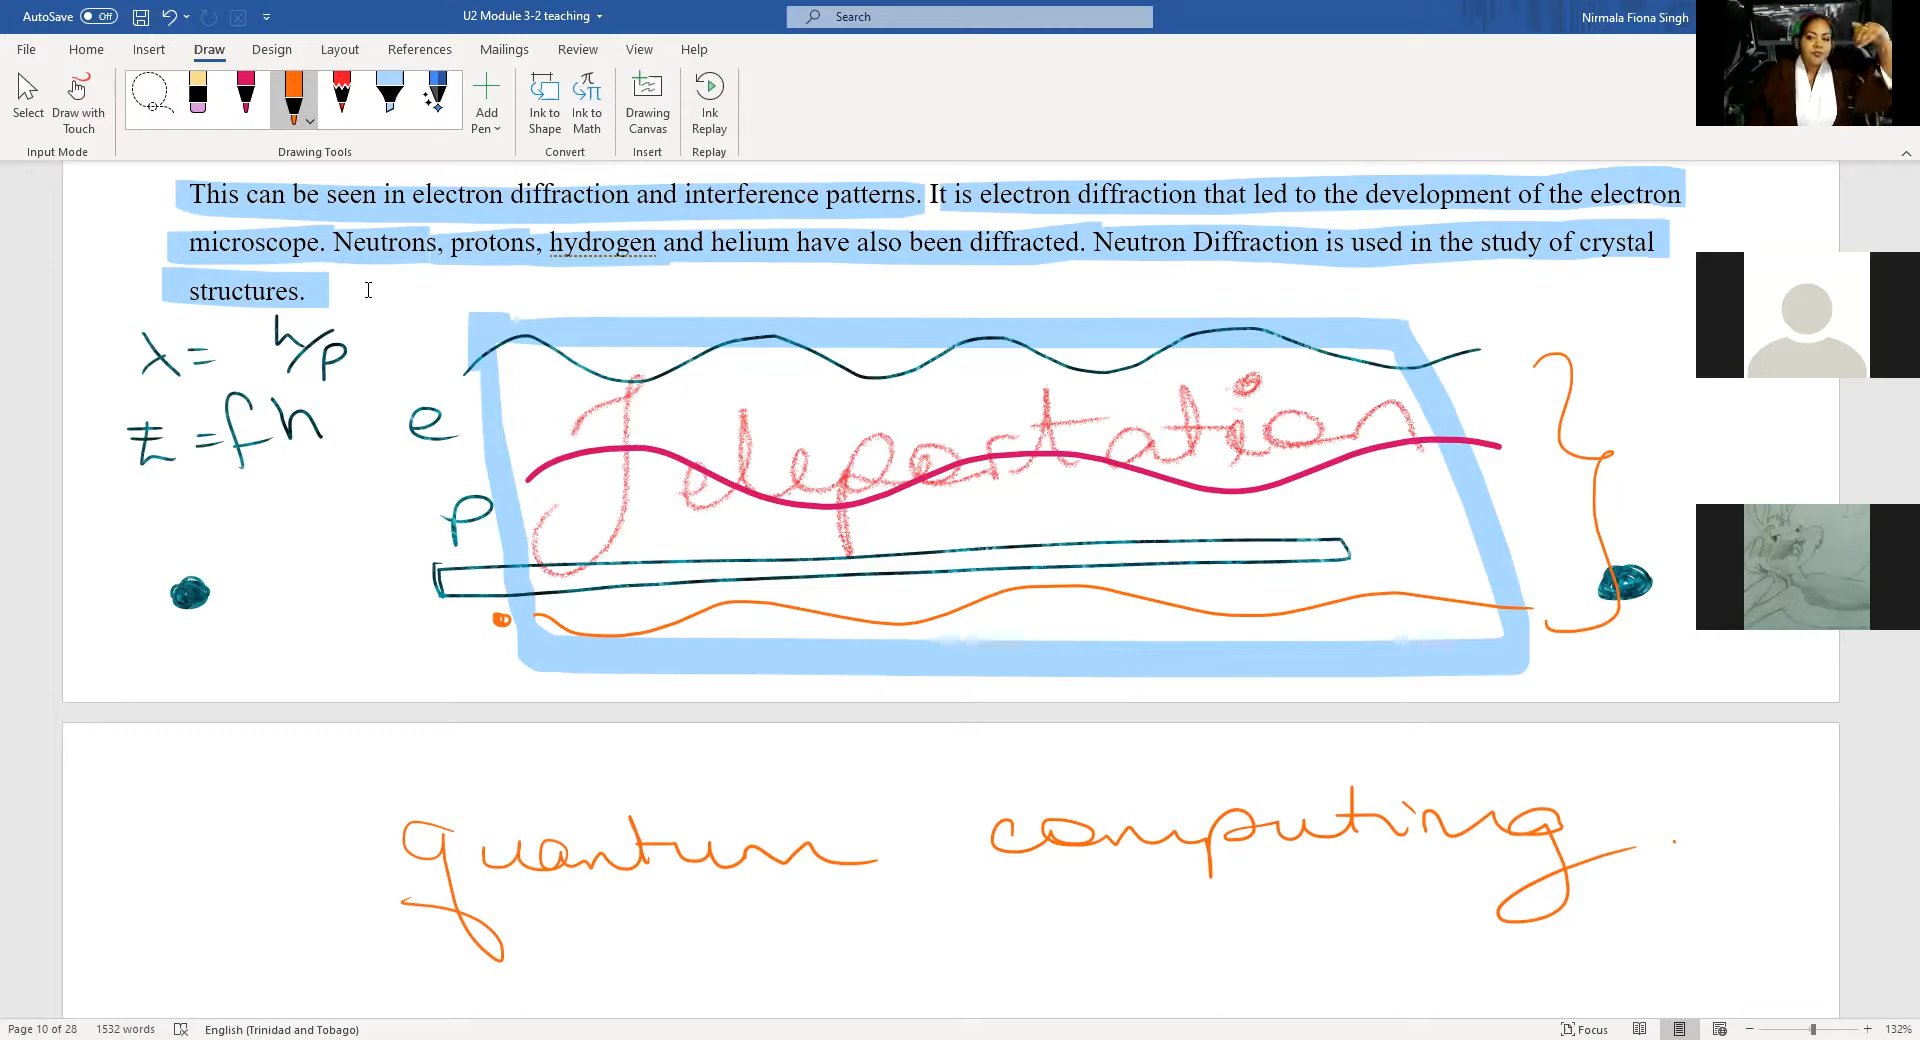 AutoSave Off U2 Module 3-2 teaching Search Nirmala Fiona Singh
File Home Insert Draw Design Layout References Mailings Review View Help
Select Draw with Touch Add Pen Ink to Shape Ink to Math Drawing Canvas Ink Replay
Input Mode Drawing Tools Convert Insert Replay
This can be seen in electron diffraction and interference patterns. It is electron diffraction that led to the development of the electron
microscope. Neutrons, protons, hydrogen and helium have also been diffracted. Neutron Diffraction is used in the study of crystal
structures.
λ = h/p
E = fh
e
Teleportation
p
quantum computing.
Page 10 of 28 1532 words English (Trinidad and Tobago) Focus 132%